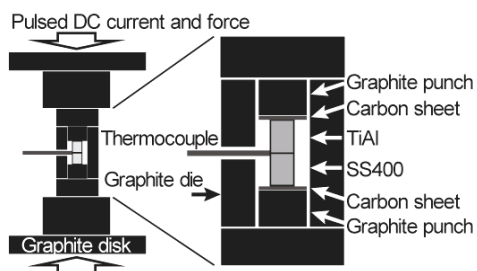 Pulsed DC current and force
Graphite punch
Carbon sheet
Thermocouple
TiAl
Graphite die
SS400
Carbon sheet
Graphite punch
Graphite disk